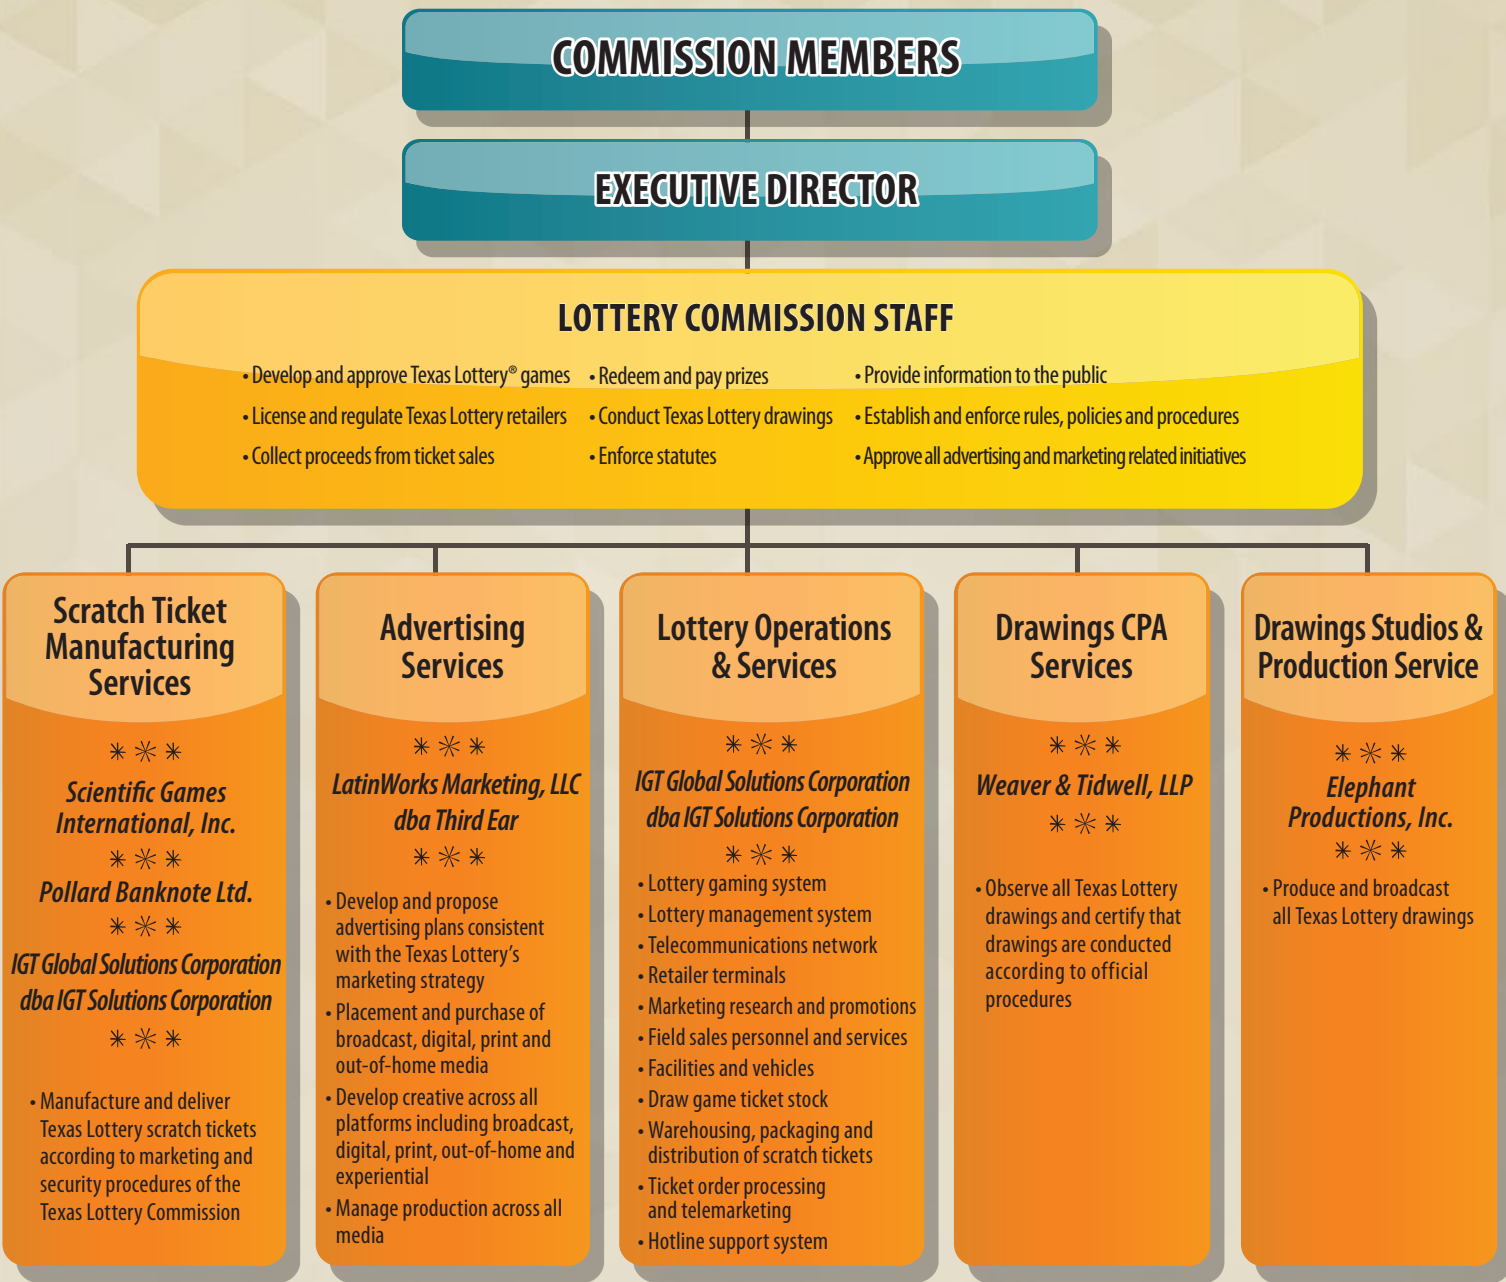 COMMISSION MEMBERS
EXECUTIVE DIRECTOR
LOTTERY COMMISSION STAFF
• Develop and approve Texas Lottery® games
• License and regulate Texas Lottery retailers
• Collect proceeds from ticket sales
• Redeem and pay prizes
• Conduct Texas Lottery drawings
• Enforce statutes
• Provide information to the public
• Establish and enforce rules, policies and procedures
• Approve all advertising and marketing related initiatives
Scratch Ticket
Manufacturing
Services
Scientific Games
International, Inc.
Pollard Banknote Ltd.
IGT Global Solutions Corporation
dba IGT Solutions Corporation
• Manufacture and deliver
Texas Lottery scratch tickets
according to marketing and
security procedures of the
Texas Lottery Commission
Advertising
Services
LatinWorks Marketing, LLC
dba Third Ear
• Develop and propose
advertising plans consistent
with the Texas Lottery's
marketing strategy
• Placement and purchase of
broadcast, digital, print and
out-of-home media
• Develop creative across all
platforms including broadcast,
digital, print, out-of-home and
experiential
• Manage production across all
media
Lottery Operations
& Services
IGT Global Solutions Corporation
dba IGT Solutions Corporation
• Lottery gaming system
• Lottery management system
• Telecommunications network
• Retailer terminals
• Marketing research and promotions
• Field sales personnel and services
• Facilities and vehicles
• Draw game ticket stock
• Warehousing, packaging and
distribution of scratch tickets
• Ticket order processing
and telemarketing
• Hotline support system
Drawings CPA
Services
Weaver & Tidwell, LLP
• Observe all Texas Lottery
drawings and certify that
drawings are conducted
according to official
procedures
Drawings Studios &
Production Service
Elephant
Productions, Inc.
• Produce and broadcast
all Texas Lottery drawings